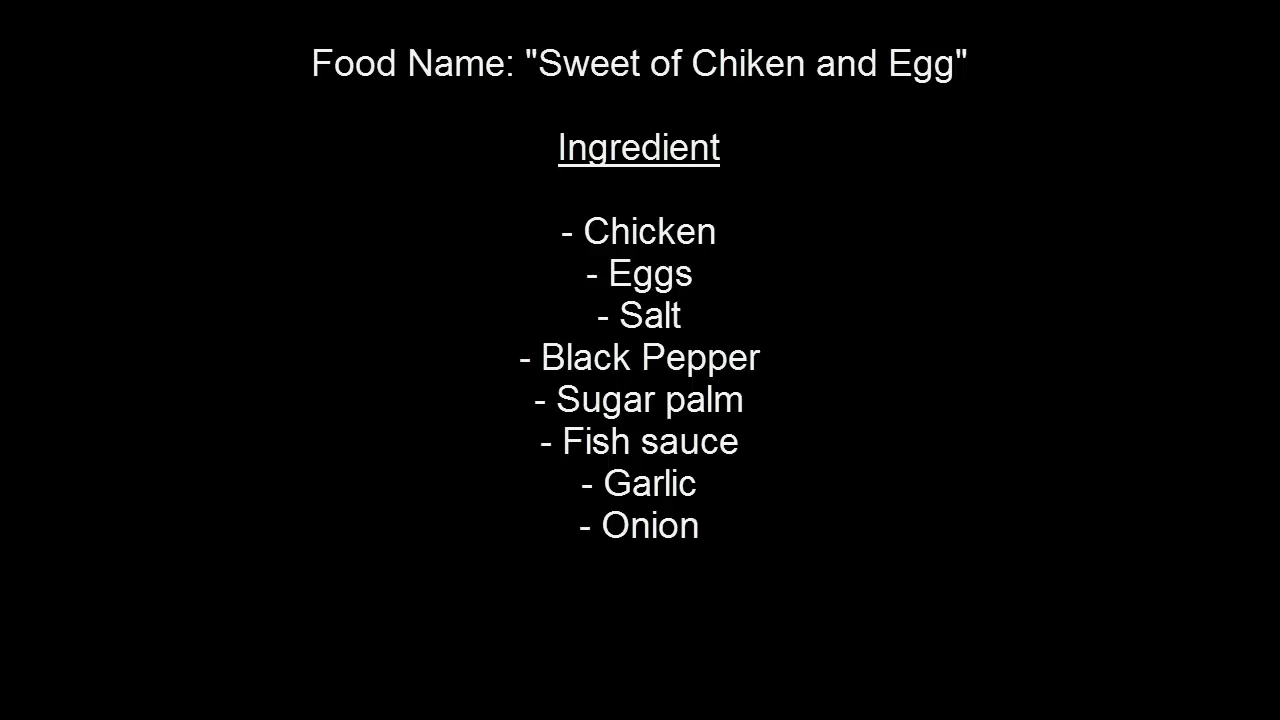 Food Name: "Sweet of Chiken and Egg"
Ingredient
- Chicken
- Eggs
- Salt
- Black Pepper
- Sugar palm
- Fish sauce
- Garlic
- Onion